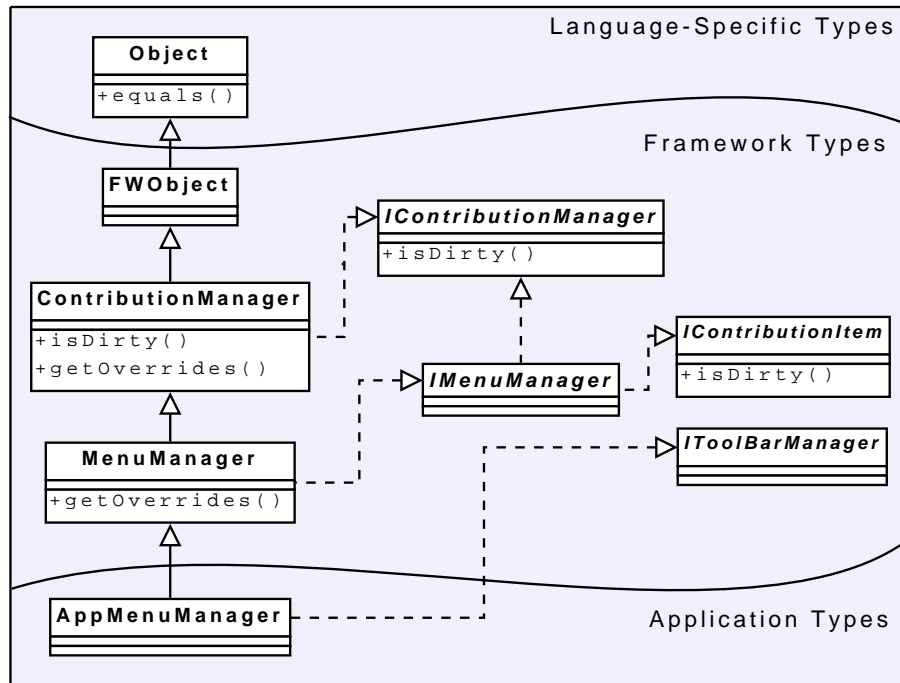 Language-Specific Types
Object
+equals()
Framework Types
FWObject
IContributionManager
+isDirty()
ContributionManager
+isDirty()
+getOverrides()
IContributionItem
+isDirty()
IMenuManager
MenuManager
+getOverrides()
IToolBarManager
AppMenuManager
Application Types